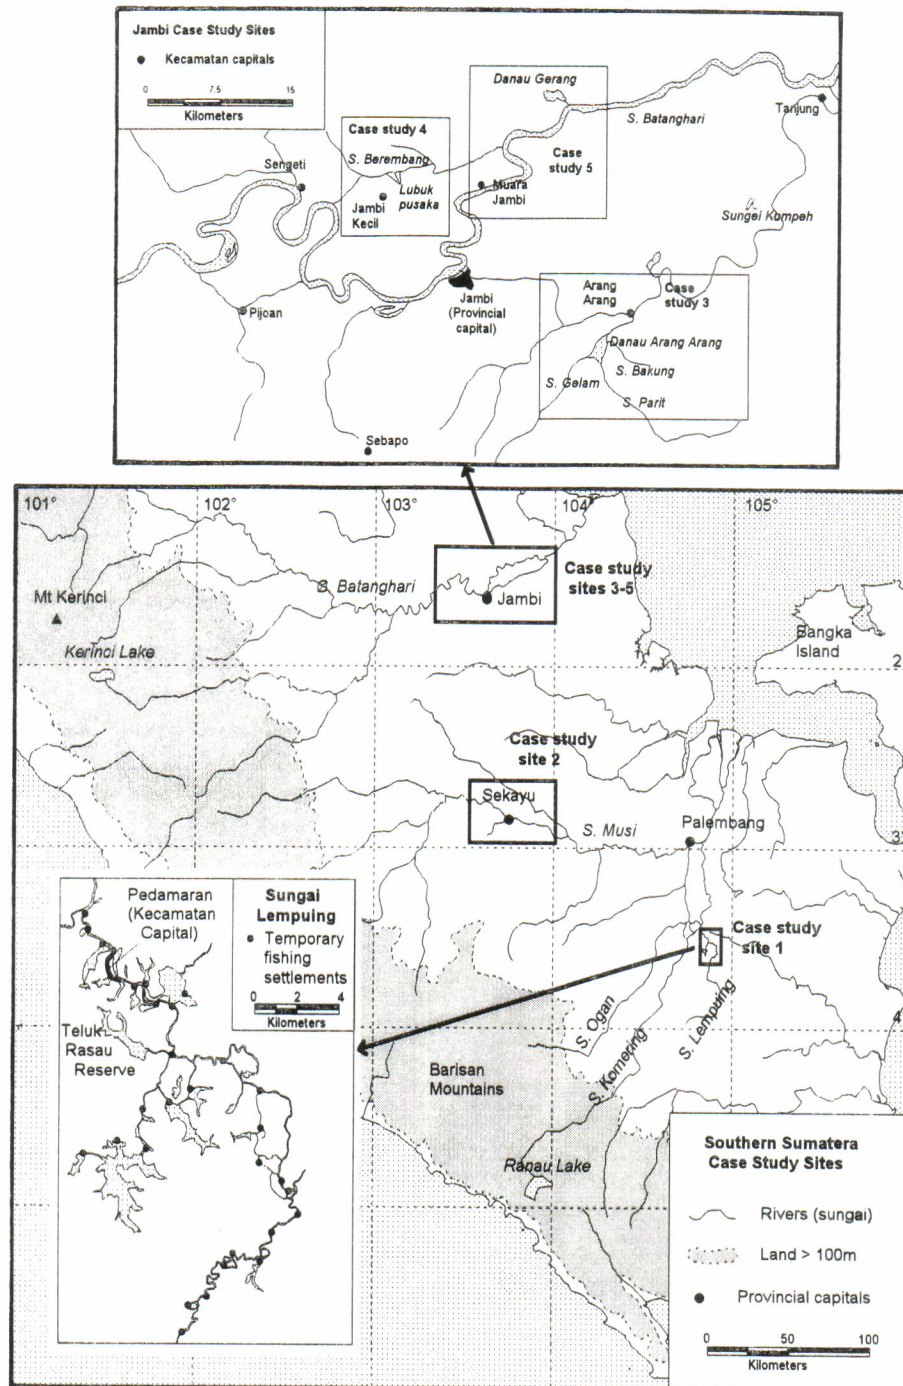 Jambi Case Study Sites
Kecamatan capitals
0 7.5 15
Kilometers
Danau Gerang
S. Batanghari
Tanjung
Case study 4
S. Berembang
Lubuk
pusaka
Jambi
Kecil
Case
study 5
Muara
Jambi
Sengeti
Sungei Kumpeh
Pijoan
Jambi
(Provincial
capital)
Arang
Arang
Case
study 3
Danau Arang Arang
S. Bakung
S. Gelam
S. Parit
Sebapo
101° 102° 103° 104° 105°
S. Batanghari
Mt Kerinci
Kerinci Lake
Jambi
Case study
sites 3-5
Bangka
Island
2
Case study
site 2
Sekayu
S. Musi
Palembang
3
Case study
site 1
S. Ogan
S. Komering
S. Lempuing
4
Barisan
Mountains
Ranau Lake
Pedamaran
(Kecamatan
Capital)
Sungai
Lempuing
Temporary
fishing
settlements
0 2 4
Kilometers
Teluk
Rasau
Reserve
Southern Sumatera
Case Study Sites
Rivers (sungai)
Land > 100m
Provincial capitals
0 50 100
Kilometers